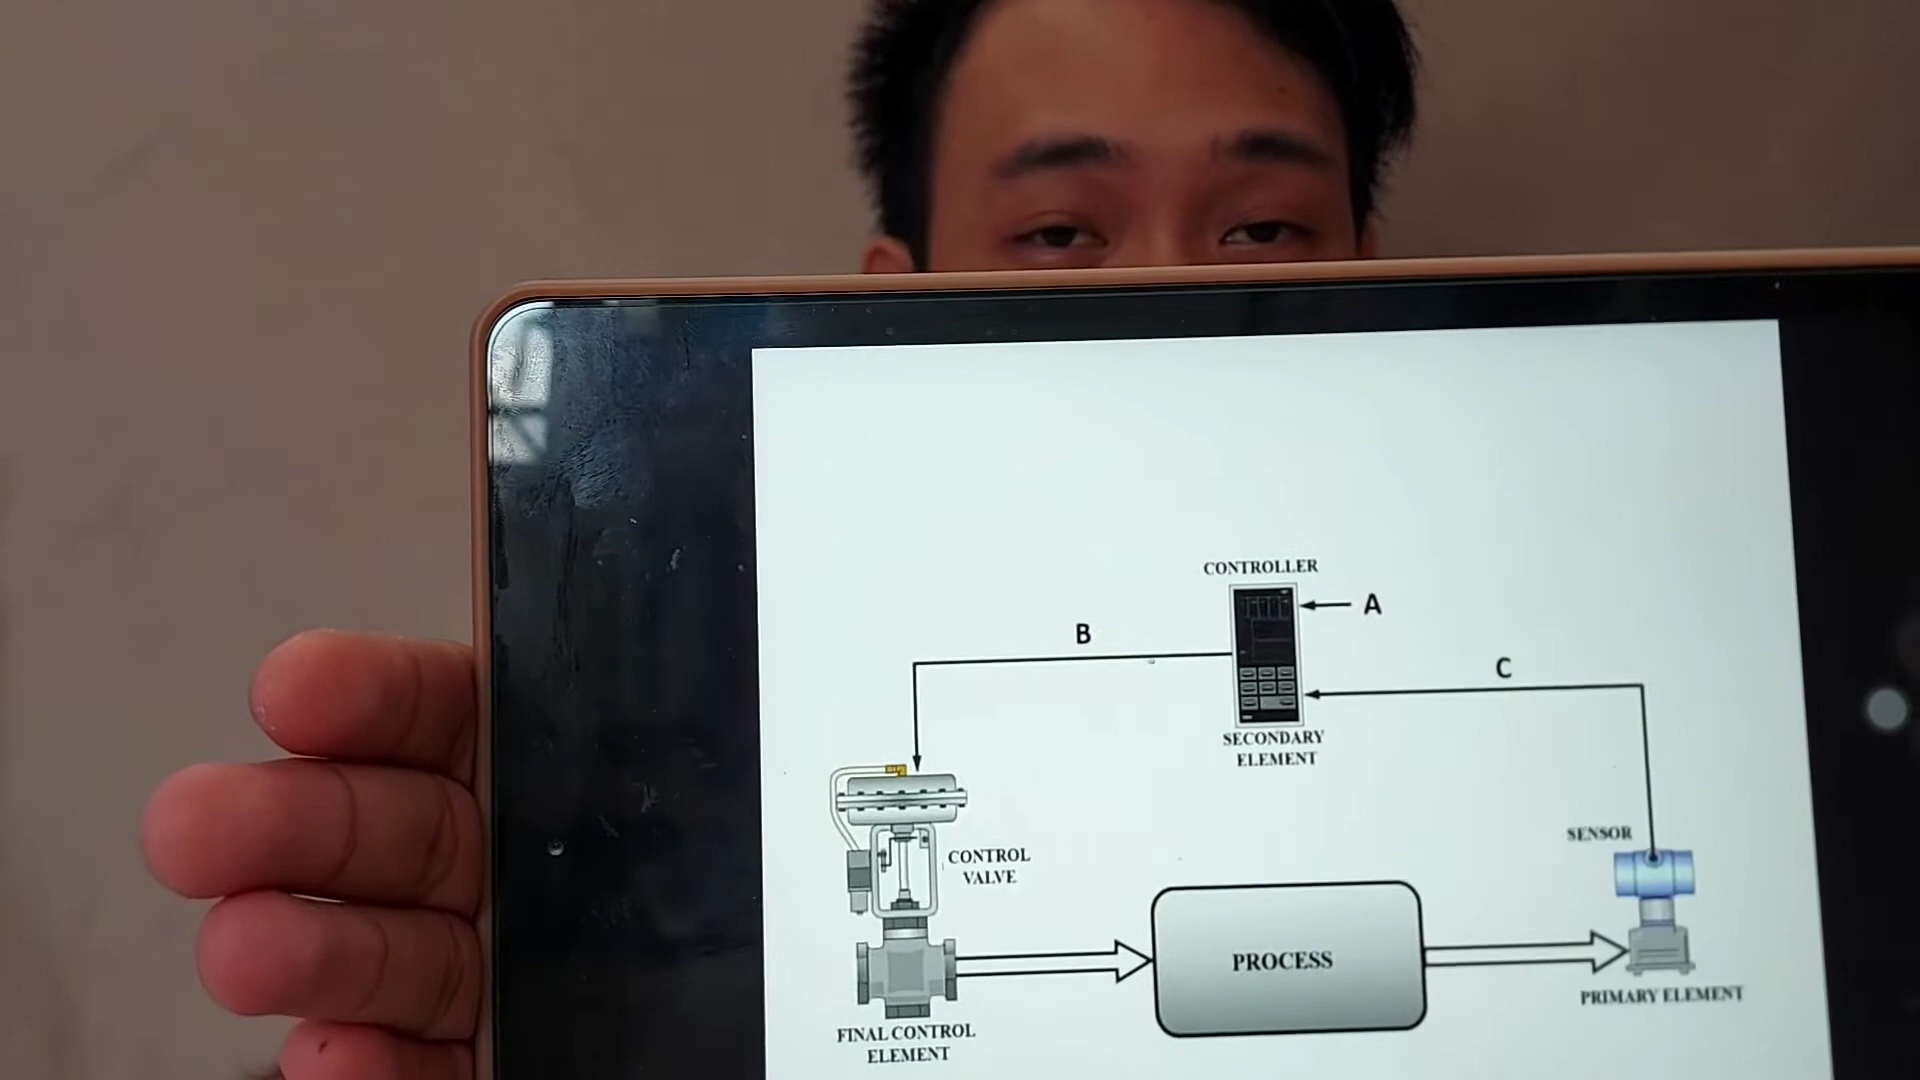 CONTROLLER
A
B
C
SECONDARY
ELEMENT
SENSOR
CONTROL
VALVE
PROCESS
PRIMARY ELEMENT
FINAL CONTROL
ELEMENT